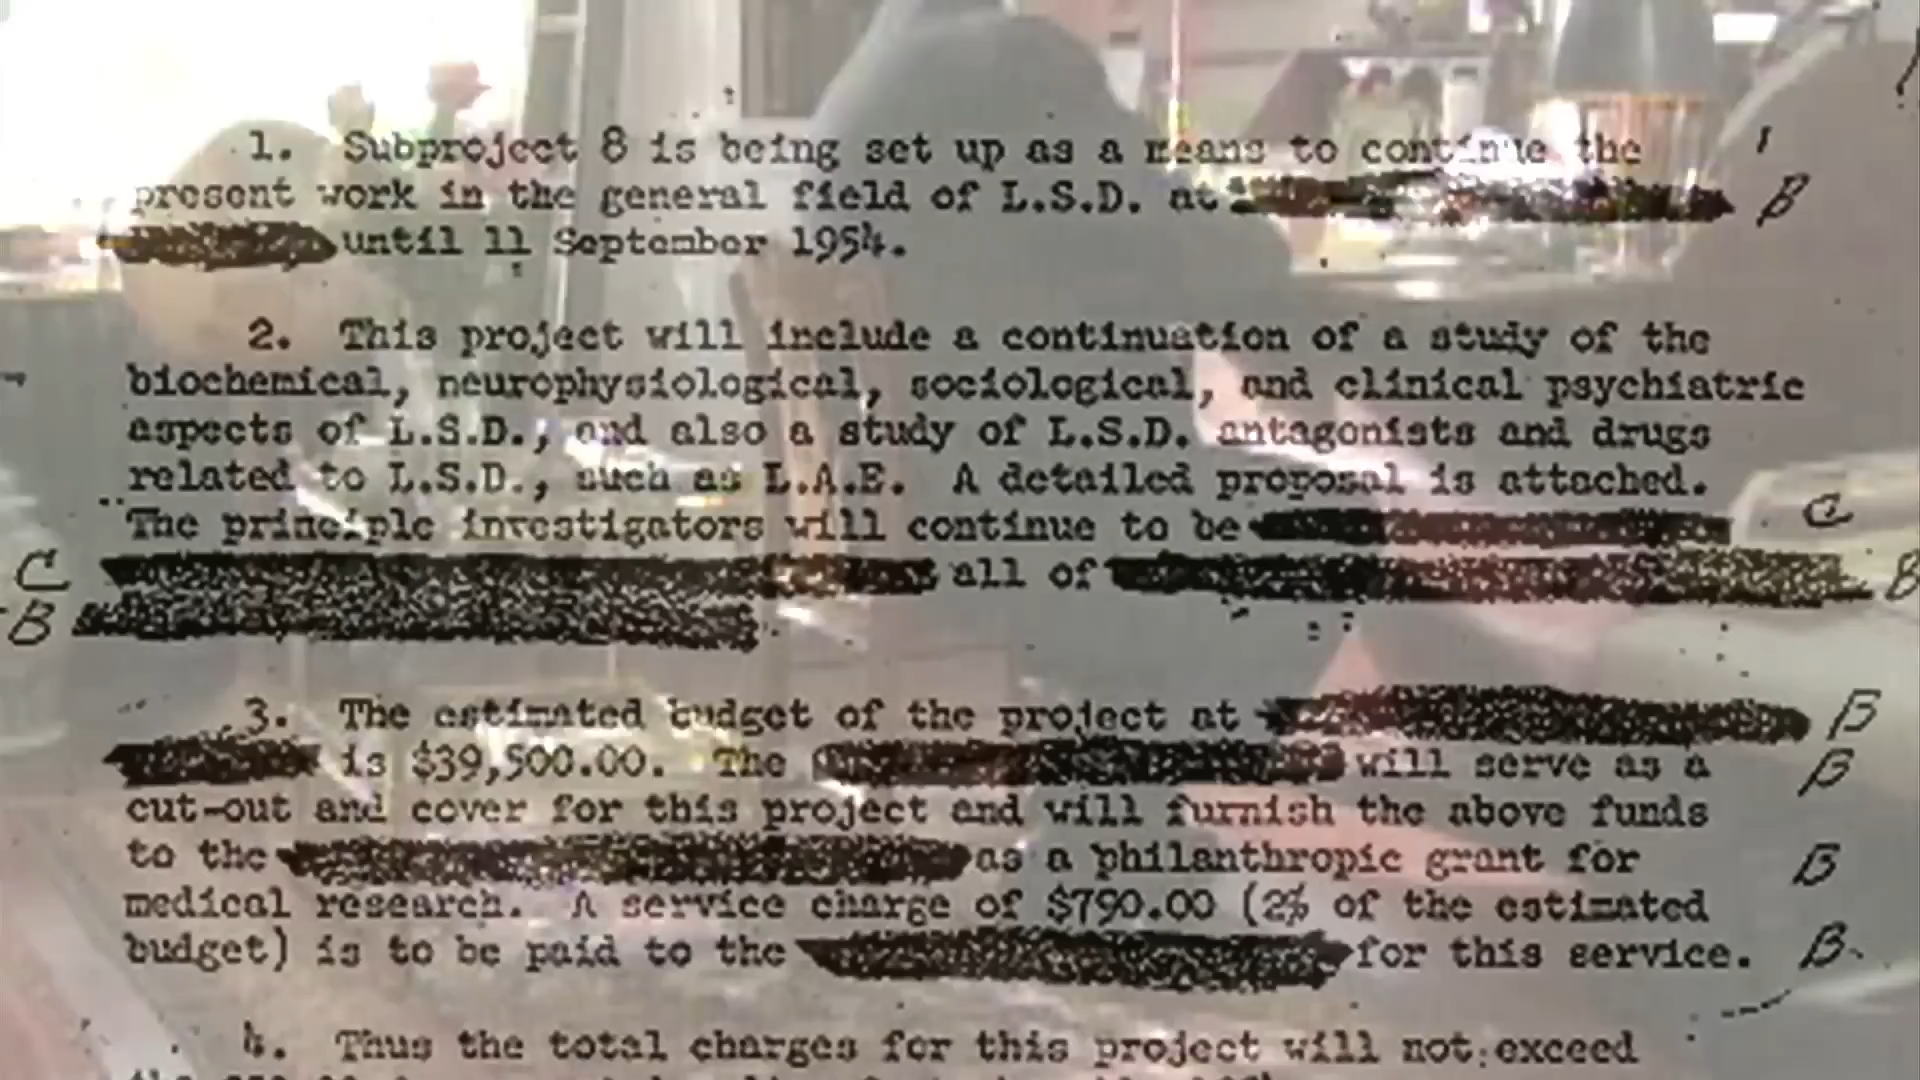 1. Subproject 8 is being set up as a means to continue the
present work in the general field of L.S.D. at B
until 11 September 1954.
2. This project will include a continuation of a study of the
biochemical, neurophysiological, sociological, and clinical psychiatric
aspects of L.S.D., and also a study of L.S.D. antagonists and drugs
related to L.S.D., such as L.A.E. A detailed proposal is attached.
The principle investigators will continue to be C
C all of B
B
3. The estimated budget of the project at B
is $39,500.00. The will serve as a B
cut-out and cover for this project and will furnish the above funds
to the as a philanthropic grant for B
medical research. A service charge of $790.00 (2% of the estimated
budget) is to be paid to the for this service. B
4. Thus the total charges for this project will not exceed